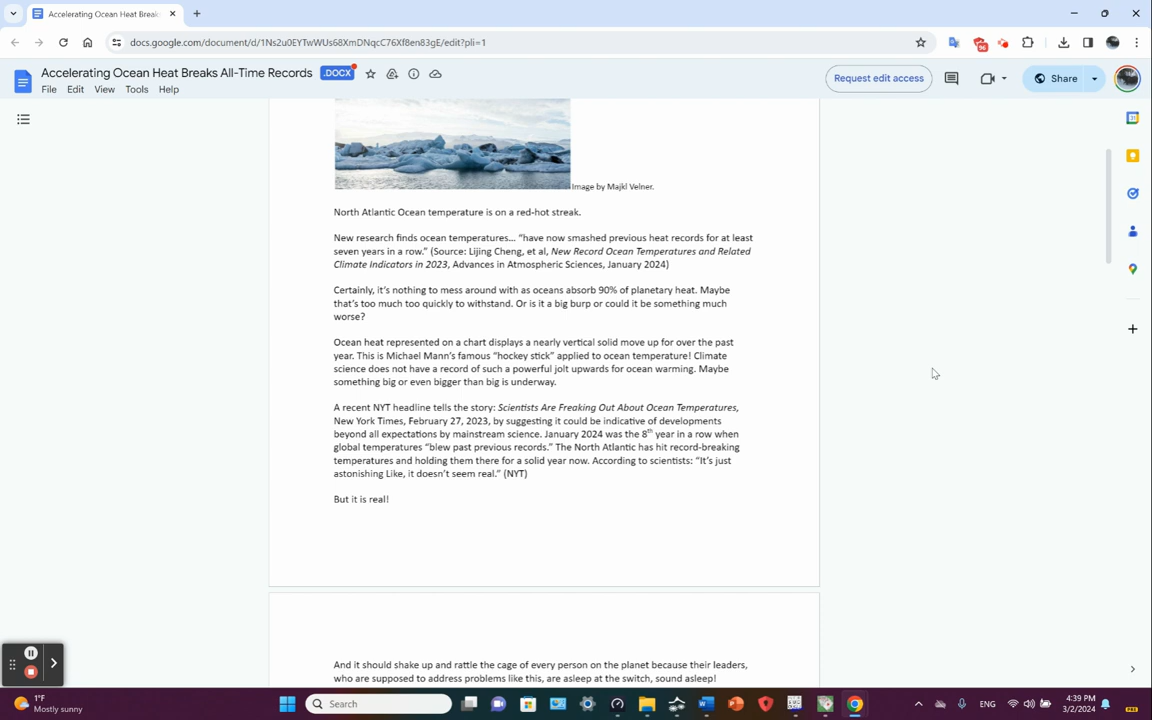 Accelerating Ocean Heat Breaks
docs.google.com/document/d/1Ns2u0EYTwWUs68XmDNqcC76Xf8en83gE/edit?pli=1
96
Accelerating Ocean Heat Breaks All-Time Records .DOCX
File Edit View Tools Help
Request edit access
Share
Image by Majkl Velner.
North Atlantic Ocean temperature is on a red-hot streak.
New research finds ocean temperatures… “have now smashed previous heat records for at least
seven years in a row.” (Source: Lijing Cheng, et al, New Record Ocean Temperatures and Related
Climate Indicators in 2023, Advances in Atmospheric Sciences, January 2024)
Certainly, it’s nothing to mess around with as oceans absorb 90% of planetary heat. Maybe
that’s too much too quickly to withstand. Or is it a big burp or could it be something much
worse?
Ocean heat represented on a chart displays a nearly vertical solid move up for over the past
year. This is Michael Mann’s famous “hockey stick” applied to ocean temperature! Climate
science does not have a record of such a powerful jolt upwards for ocean warming. Maybe
something big or even bigger than big is underway.
A recent NYT headline tells the story: Scientists Are Freaking Out About Ocean Temperatures,
New York Times, February 27, 2023, by suggesting it could be indicative of developments
beyond all expectations by mainstream science. January 2024 was the 8th year in a row when
global temperatures “blew past previous records.” The North Atlantic has hit record-breaking
temperatures and holding them there for a solid year now. According to scientists: “It’s just
astonishing Like, it doesn’t seem real.” (NYT)
But it is real!
And it should shake up and rattle the cage of every person on the planet because their leaders,
who are supposed to address problems like this, are asleep at the switch, sound asleep!
1°F
Mostly sunny
Search
ENG
4:39 PM
3/2/2024